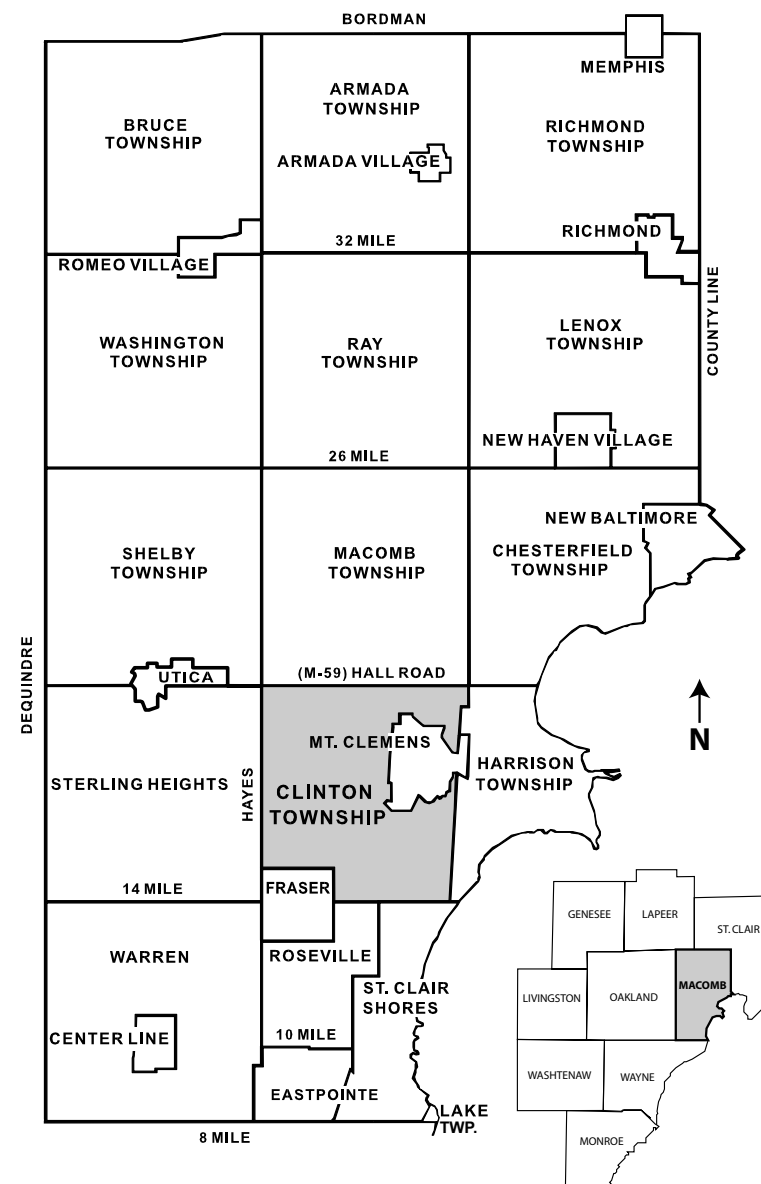 BORDMAN
MEMPHIS
ARMADA
TOWNSHIP
BRUCE
TOWNSHIP
RICHMOND
TOWNSHIP
ARMADA VILLAGE
RICHMOND
32 MILE
ROMEO VILLAGE
COUNTY LINE
LENOX
TOWNSHIP
WASHINGTON
TOWNSHIP
RAY
TOWNSHIP
NEW HAVEN VILLAGE
26 MILE
NEW BALTIMORE
SHELBY
TOWNSHIP
MACOMB
TOWNSHIP
CHESTERFIELD
TOWNSHIP
DEQUINDRE
UTICA
(M-59) HALL ROAD
N
MT. CLEMENS
HARRISON
TOWNSHIP
STERLING HEIGHTS
HAYES
CLINTON
TOWNSHIP
14 MILE
FRASER
WARREN
ROSEVILLE
ST. CLAIR
SHORES
CENTER LINE
10 MILE
EASTPOINTE
LAKE
TWP.
8 MILE
GENESEE
LAPEER
ST. CLAIR
LIVINGSTON
OAKLAND
MACOMB
WASHTENAW
WAYNE
MONROE